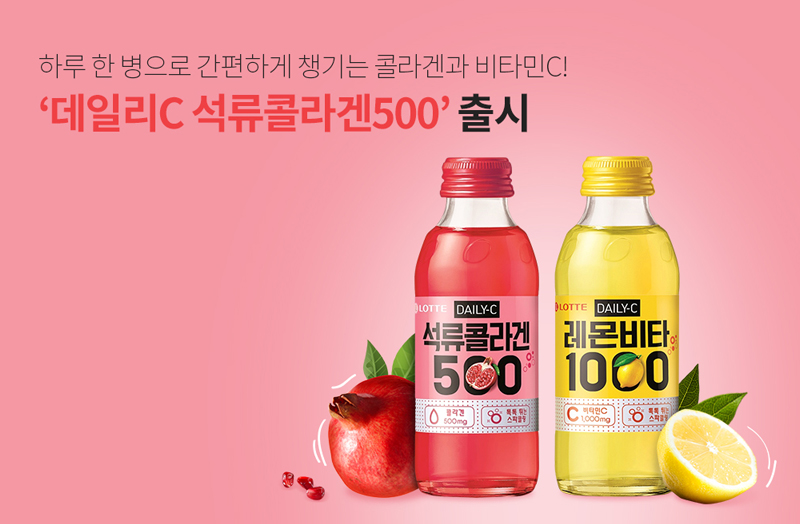 하루 한 병으로 간편하게 챙기는 콜라겐과 비타민C!
‘데일리C 석류콜라겐500’ 출시
LOTTE DAILY-C
석류콜라겐
500
콜라겐
500mg
톡톡 튀는
스파클링
LOTTE DAILY-C
레몬비타
1000
C
비타민C
1,000mg
톡톡 튀는
스파클링